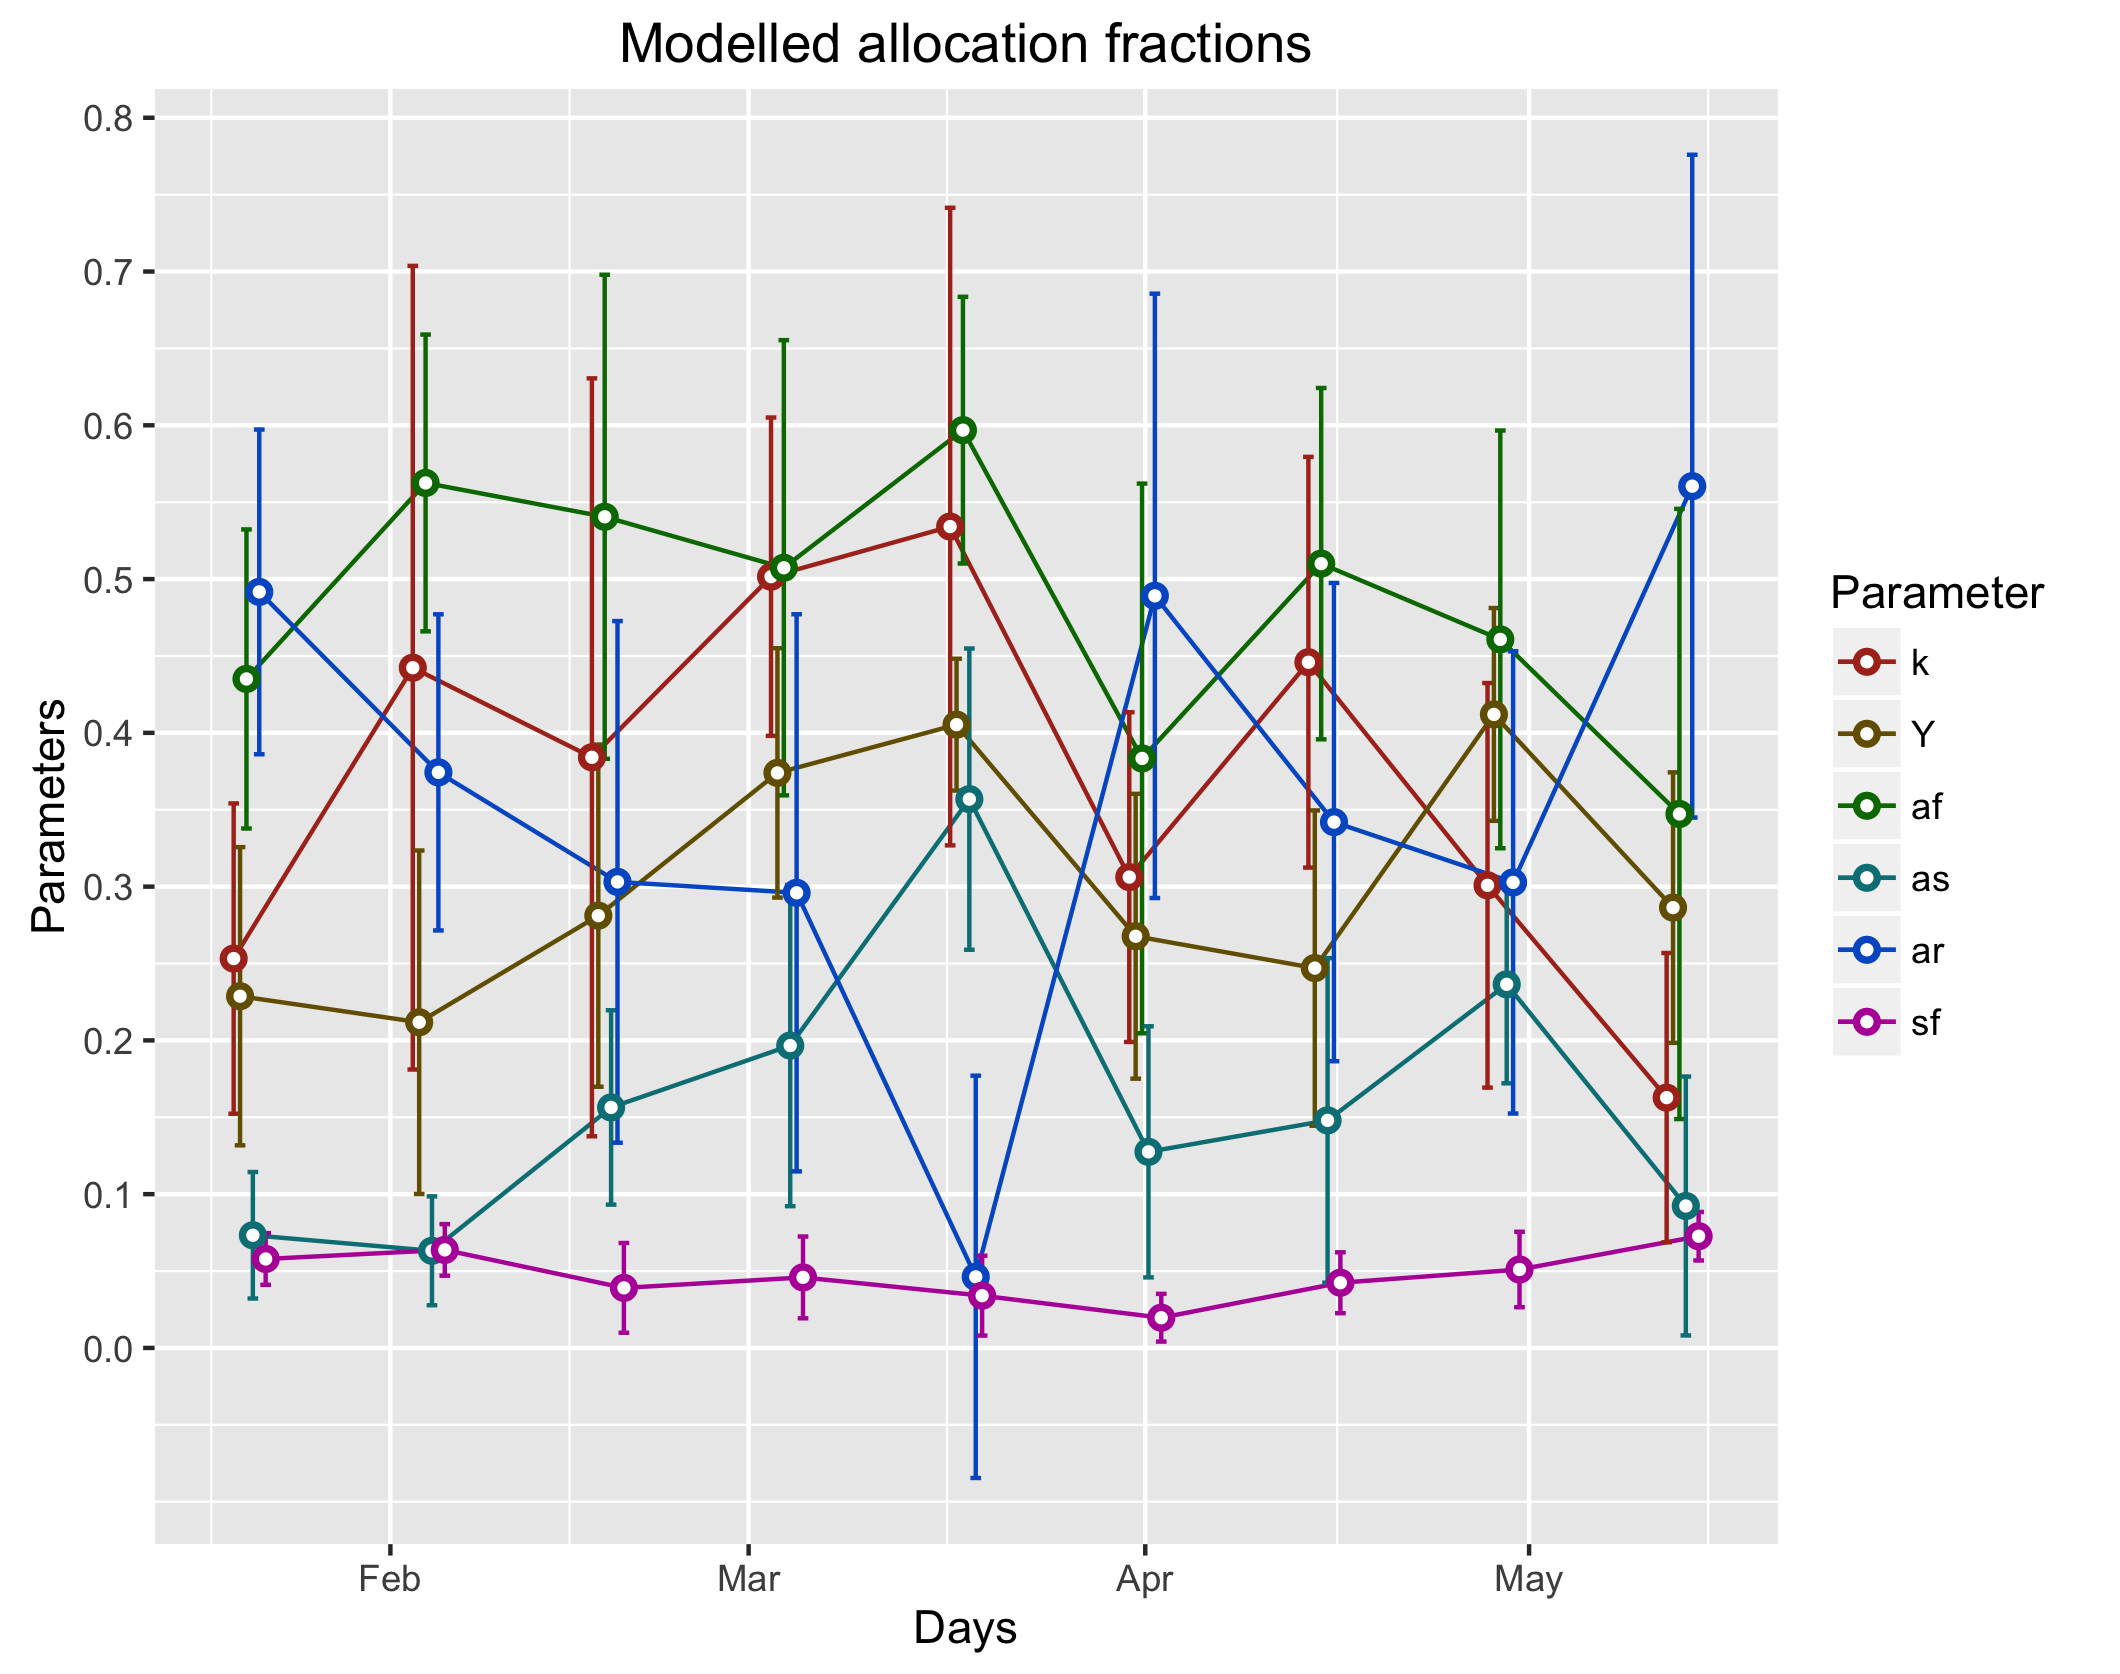 Modelled allocation fractions
0.8
0.7
0.6
0.5
0.4
0.3
0.2
0.1
0.0
Parameters
Feb Mar Apr May
Days
Parameter
k
Y
af
as
ar
sf